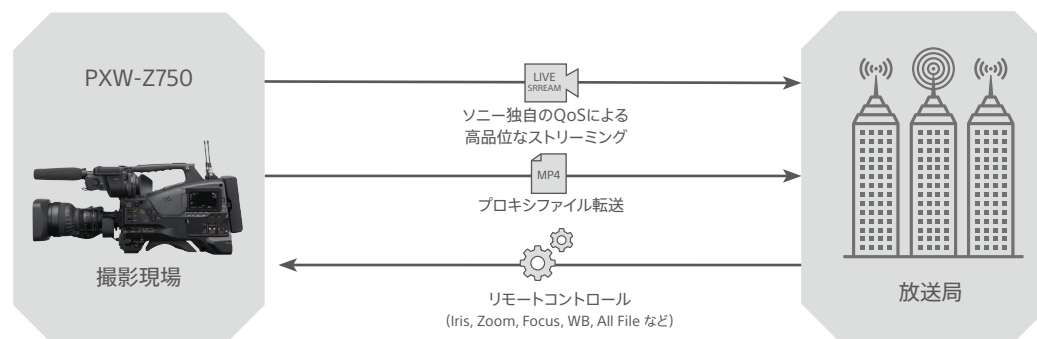 PXW-Z750
撮影現場
LIVE
SRREAM
ソニー独自のQoSによる
高品位なストリーミング
MP4
プロキシファイル転送
リモートコントロール
(Iris, Zoom, Focus, WB, All File など)
放送局